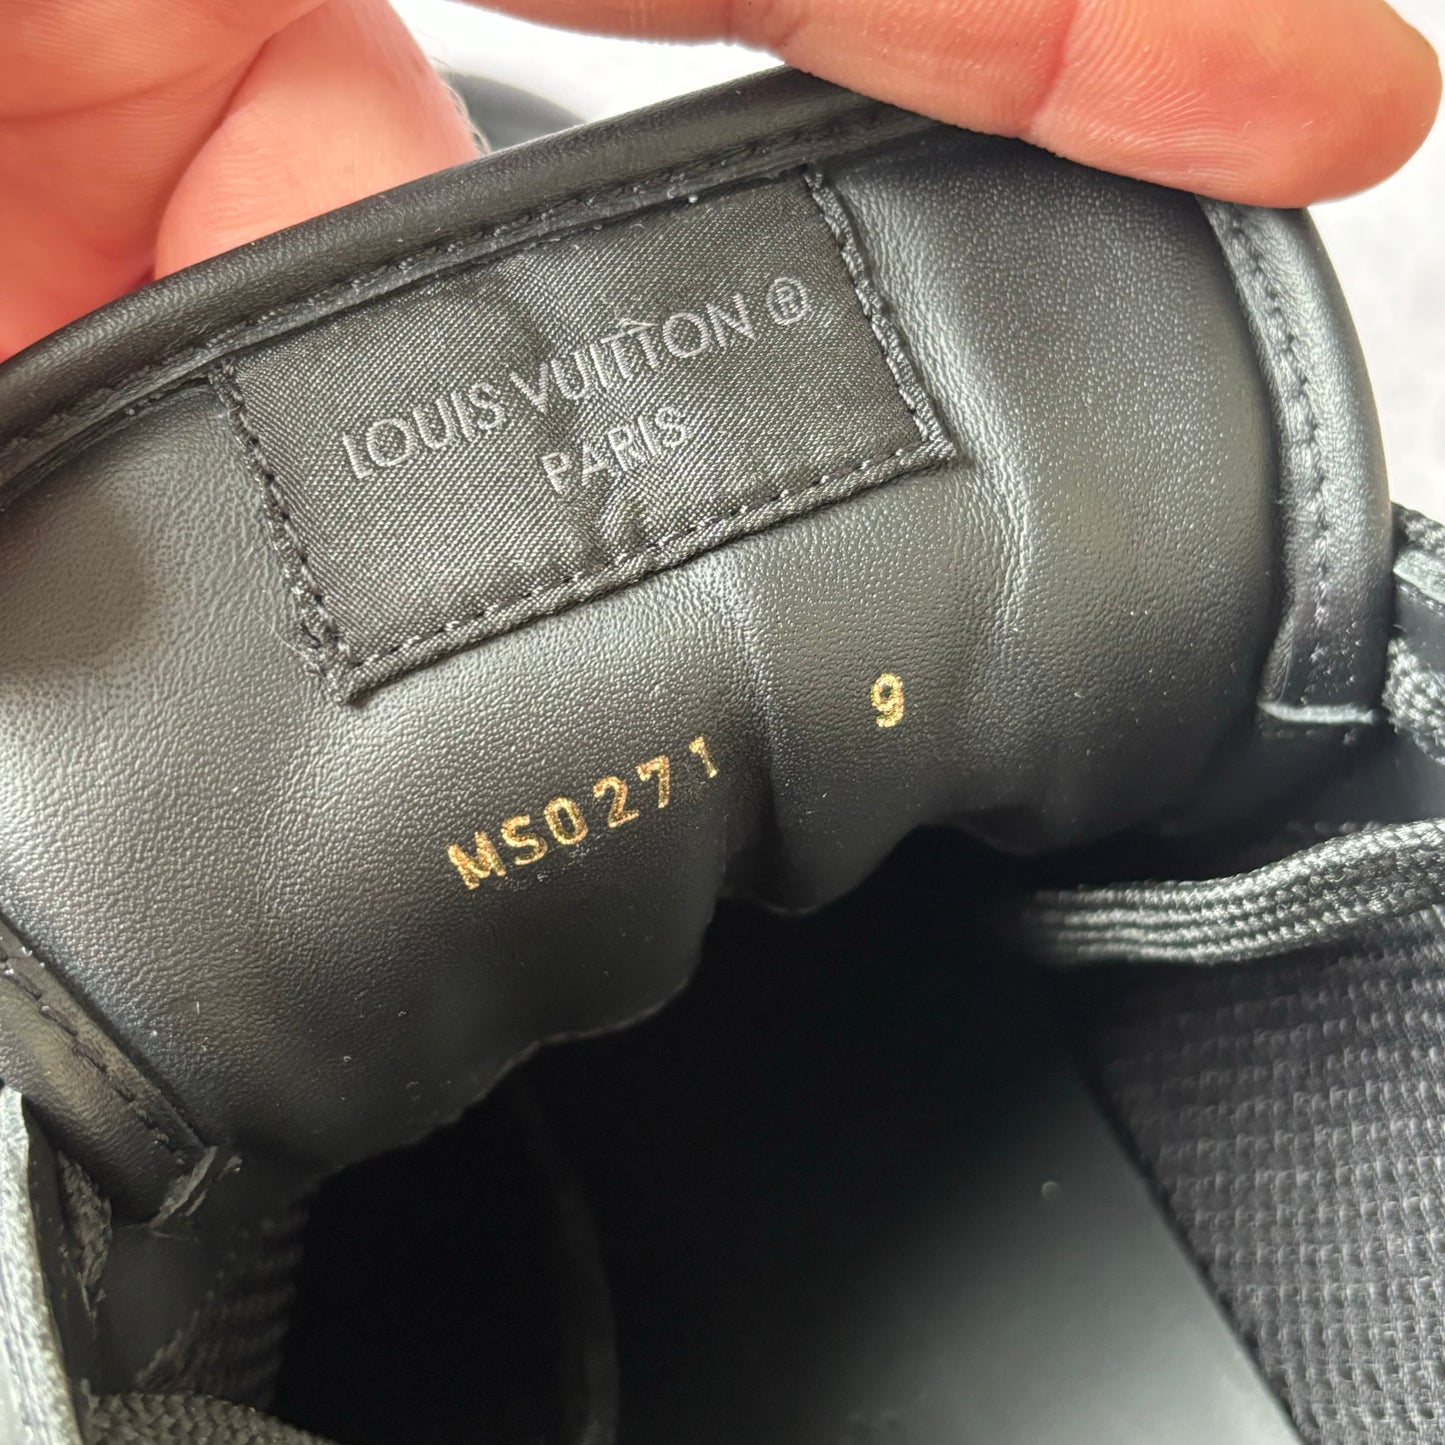 LOUIS VUITTON ®
PARIS
MS0271 9